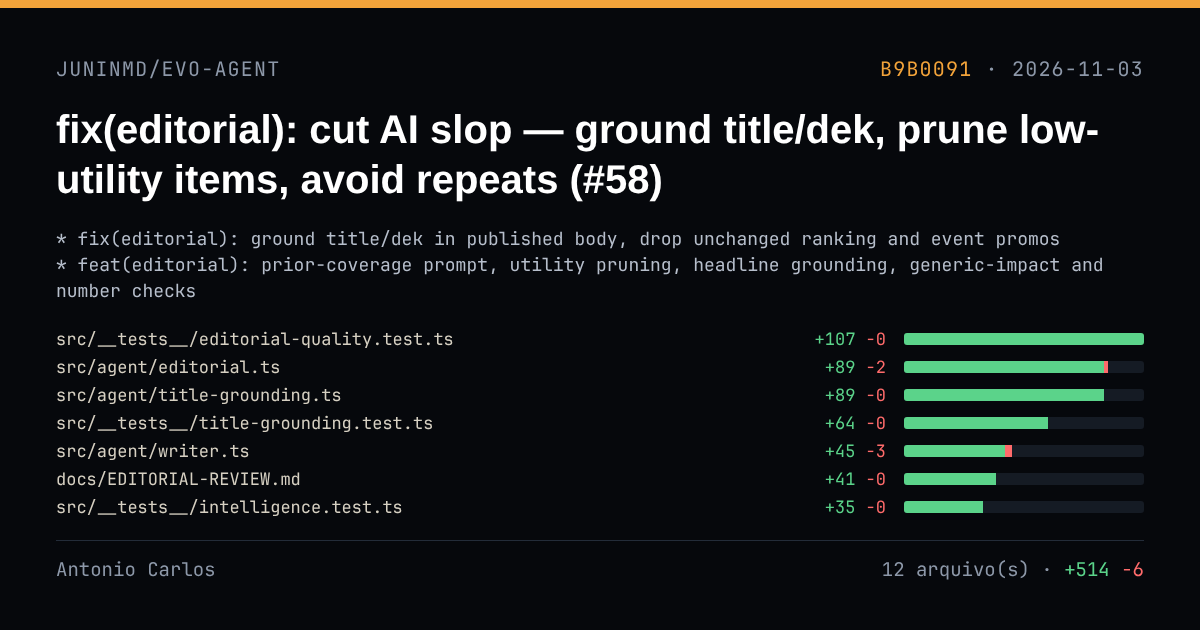 JUNINMD/EVO-AGENT
B9B0091 · 2026-11-03
fix(editorial): cut AI slop — ground title/dek, prune low-
utility items, avoid repeats (#58)
* fix(editorial): ground title/dek in published body, drop unchanged ranking and event promos
* feat(editorial): prior-coverage prompt, utility pruning, headline grounding, generic-impact and
number checks
src/__tests__/editorial-quality.test.ts +107 -0
src/agent/editorial.ts +89 -2
src/agent/title-grounding.ts +89 -0
src/__tests__/title-grounding.test.ts +64 -0
src/agent/writer.ts +45 -3
docs/EDITORIAL-REVIEW.md +41 -0
src/__tests__/intelligence.test.ts +35 -0
Antonio Carlos
12 arquivo(s) · +514 -6